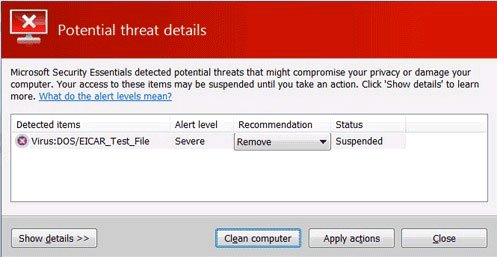 Potential threat details
Microsoft Security Essentials detected potential threats that might compromise your privacy or damage your
computer. Your access to these items may be suspended until you take an action. Click 'Show details' to learn
more. What do the alert levels mean?
Detected items Alert level Recommendation Status
Virus:DOS/EICAR_Test_File Severe Remove Suspended
Show details >> Clean computer Apply actions Close